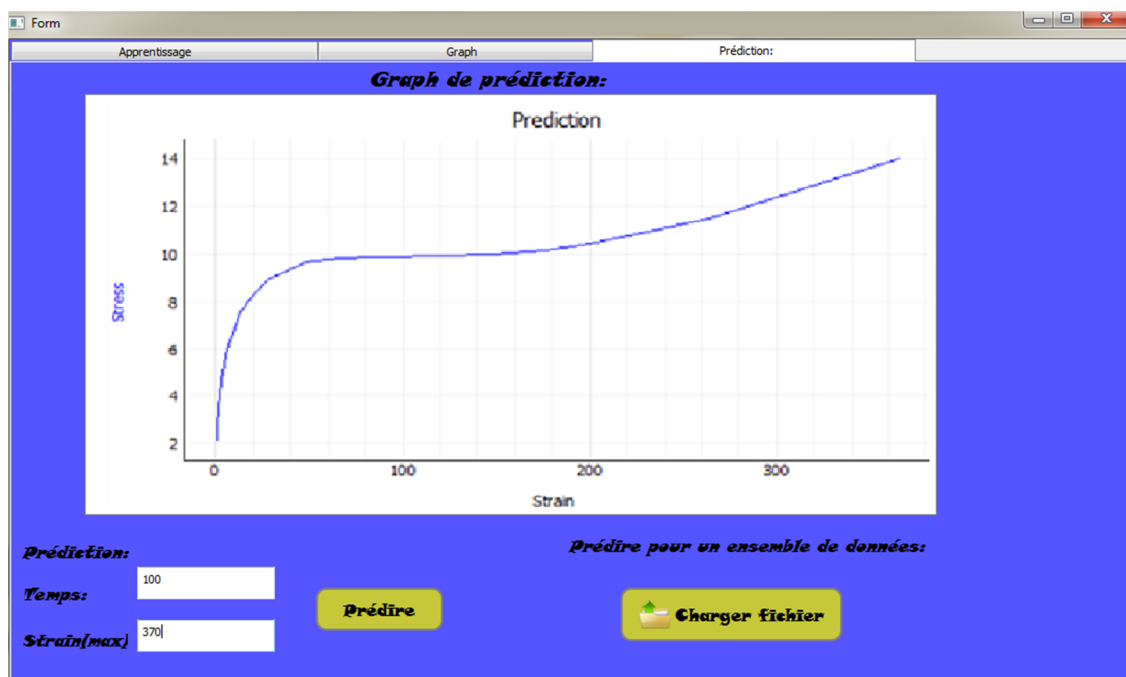 Form
Apprentissage Graph Prédiction:
Graph de prédiction:
Prediction
14
12
10
8
6
4
2
Stress
0 100 200 300
Strain
Prédiction:
Prédire pour un ensemble de données:
Temps:
100
Prédire
Charger fichier
Strain(max)
370